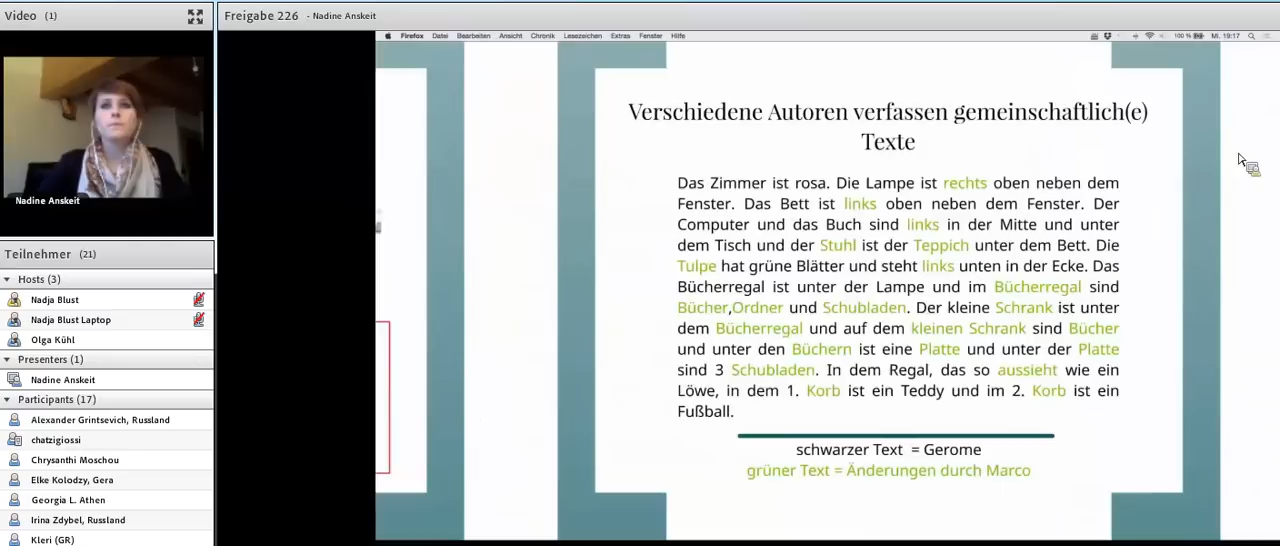 Video (1)
Nadine Anskeit
Teilnehmer (21)
Hosts (3)
Nadja Blust
Nadja Blust Laptop
Olga Kühl
Presenters (1)
Nadine Anskeit
Participants (17)
Alexander Grintsevich, Russland
chatzigiossi
Chrysanthi Moschou
Elke Kolodzy, Gera
Georgia L. Athen
Irina Zdybel, Russland
Kleri (GR)
Freigabe 226 - Nadine Anskeit
Firefox Datei Bearbeiten Ansicht Chronik Lesezeichen Extras Fenster Hilfe 100 % Mi. 19:17
Verschiedene Autoren verfassen gemeinschaftlich(e)
Texte
Das Zimmer ist rosa. Die Lampe ist rechts oben neben dem
Fenster. Das Bett ist links oben neben dem Fenster. Der
Computer und das Buch sind links in der Mitte und unter
dem Tisch und der Stuhl ist der Teppich unter dem Bett. Die
Tulpe hat grüne Blätter und steht links unten in der Ecke. Das
Bücherregal ist unter der Lampe und im Bücherregal sind
Bücher,Ordner und Schubladen. Der kleine Schrank ist unter
dem Bücherregal und auf dem kleinen Schrank sind Bücher
und unter den Büchern ist eine Platte und unter der Platte
sind 3 Schubladen. In dem Regal, das so aussieht wie ein
Löwe, in dem 1. Korb ist ein Teddy und im 2. Korb ist ein
Fußball.
schwarzer Text = Gerome
grüner Text = Änderungen durch Marco